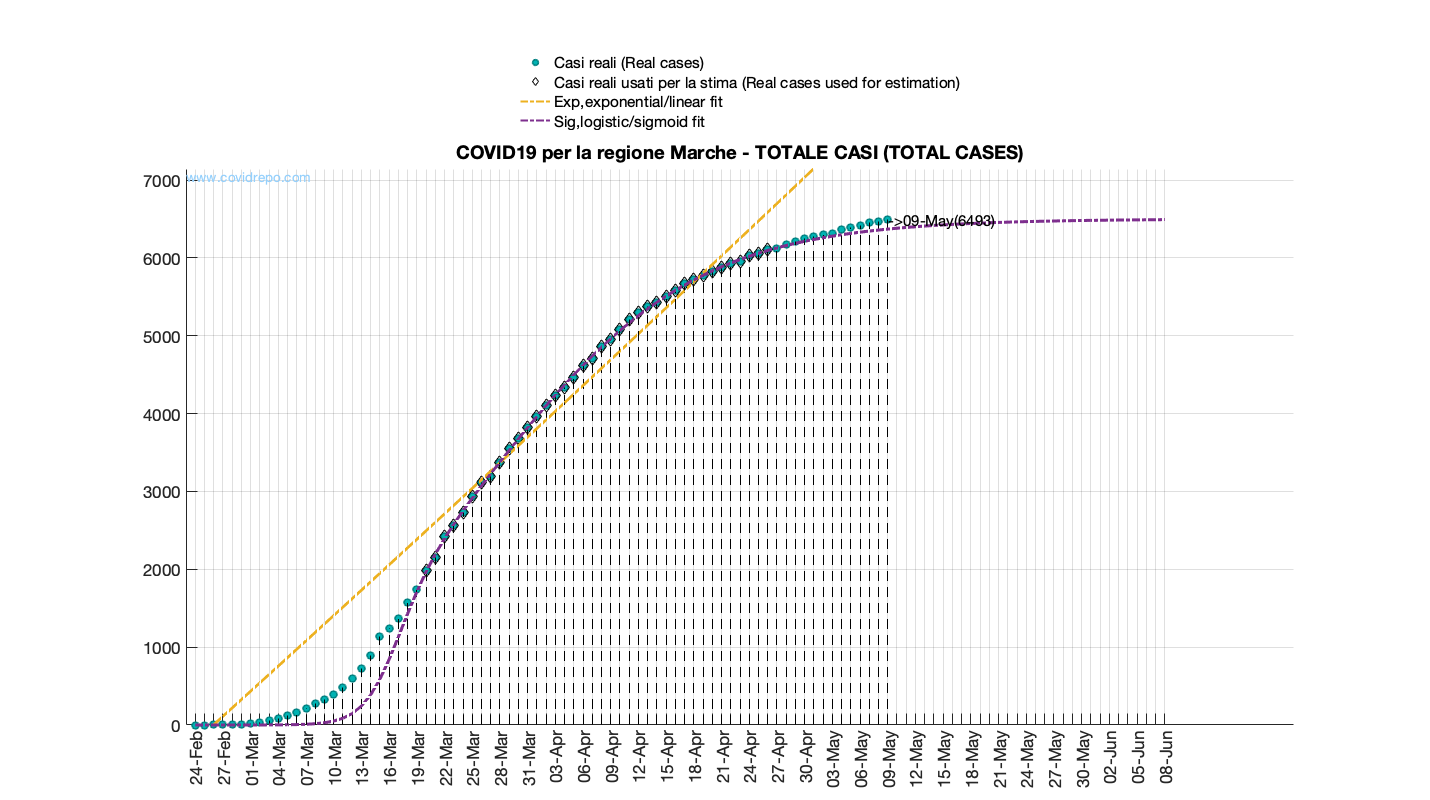 Casi reali (Real cases)
Casi reali usati per la stima (Real cases used for estimation)
Exp,exponential/linear fit
Sig,logistic/sigmoid fit
COVID19 per la regione Marche - TOTALE CASI (TOTAL CASES)
www.covidrepo.com
7000
6000
5000
4000
3000
2000
1000
0
->09-May(6493)
24-Feb
27-Feb
01-Mar
04-Mar
07-Mar
10-Mar
13-Mar
16-Mar
19-Mar
22-Mar
25-Mar
28-Mar
31-Mar
03-Apr
06-Apr
09-Apr
12-Apr
15-Apr
18-Apr
21-Apr
24-Apr
27-Apr
30-Apr
03-May
06-May
09-May
12-May
15-May
18-May
21-May
24-May
27-May
30-May
02-Jun
05-Jun
08-Jun